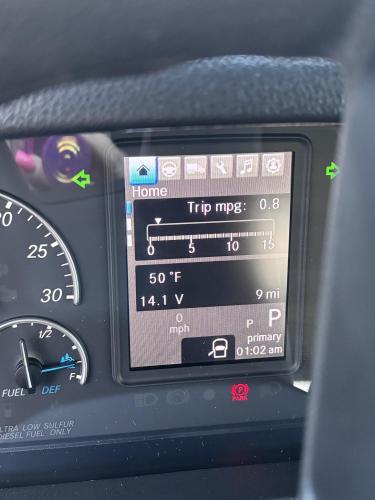 Home
Trip mpg: 0.8
0 5 10 15
50 °F
14.1 V 9 mi
0
mph
P P
primary
01:02 am
20
25
30
1/2
F
FUEL DEF
PARK
ULTRA LOW SULFUR
DIESEL FUEL ONLY